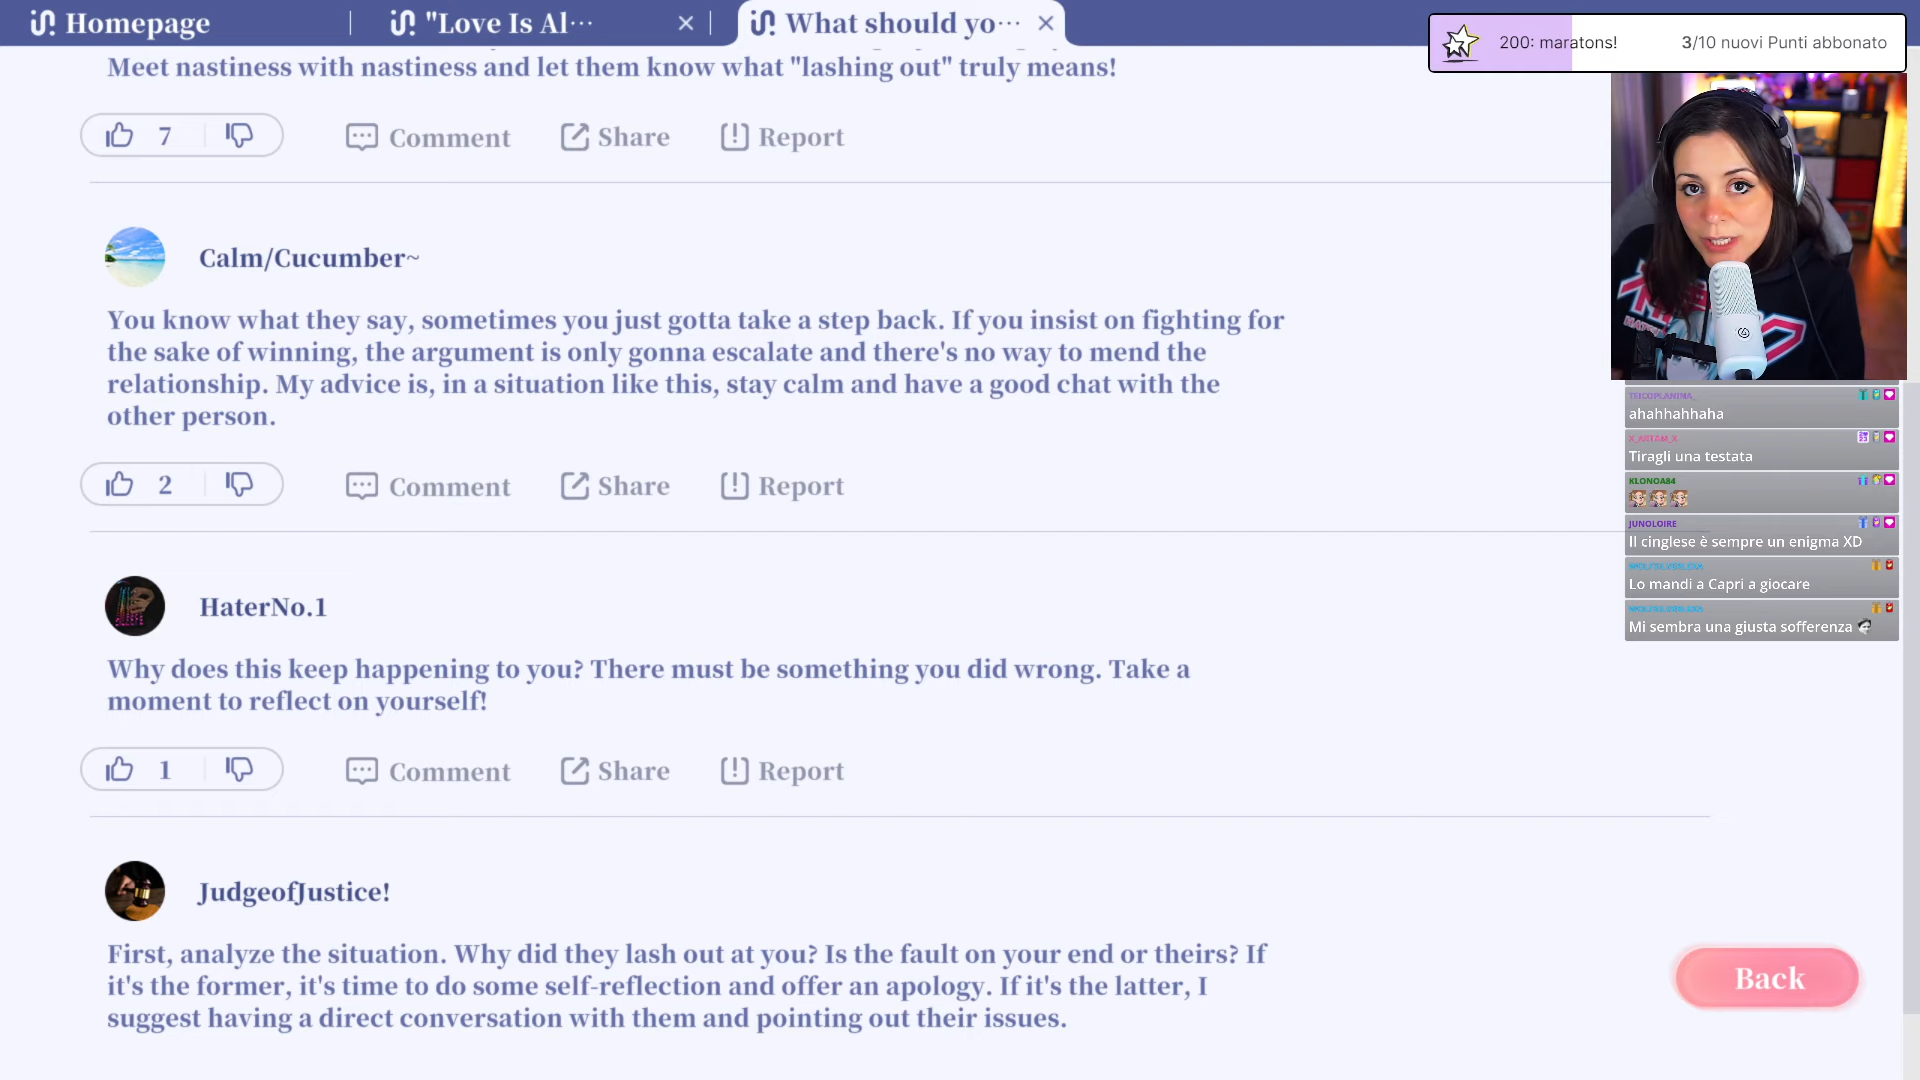 Homepage
"Love Is Al···
What should yo···
200: maratons!
3/10 nuovi Punti abbonato
Meet nastiness with nastiness and let them know what "lashing out" truly means!
7
Comment
Share
Report
Calm/Cucumber~
You know what they say, sometimes you just gotta take a step back. If you insist on fighting for
the sake of winning, the argument is only gonna escalate and there's no way to mend the
relationship. My advice is, in a situation like this, stay calm and have a good chat with the
other person.
2
Comment
Share
Report
HaterNo.1
Why does this keep happening to you? There must be something you did wrong. Take a
moment to reflect on yourself!
1
Comment
Share
Report
JudgeofJustice!
First, analyze the situation. Why did they lash out at you? Is the fault on your end or theirs? If
it's the former, it's time to do some self-reflection and offer an apology. If it's the latter, I
suggest having a direct conversation with them and pointing out their issues.
Back
ahahhahhaha
X_ARTAM_X
Tiragli una testata
KLONOA84
JUNOLOIRE
Il cinglese è sempre un enigma XD
Lo mandi a Capri a giocare
Mi sembra una giusta sofferenza